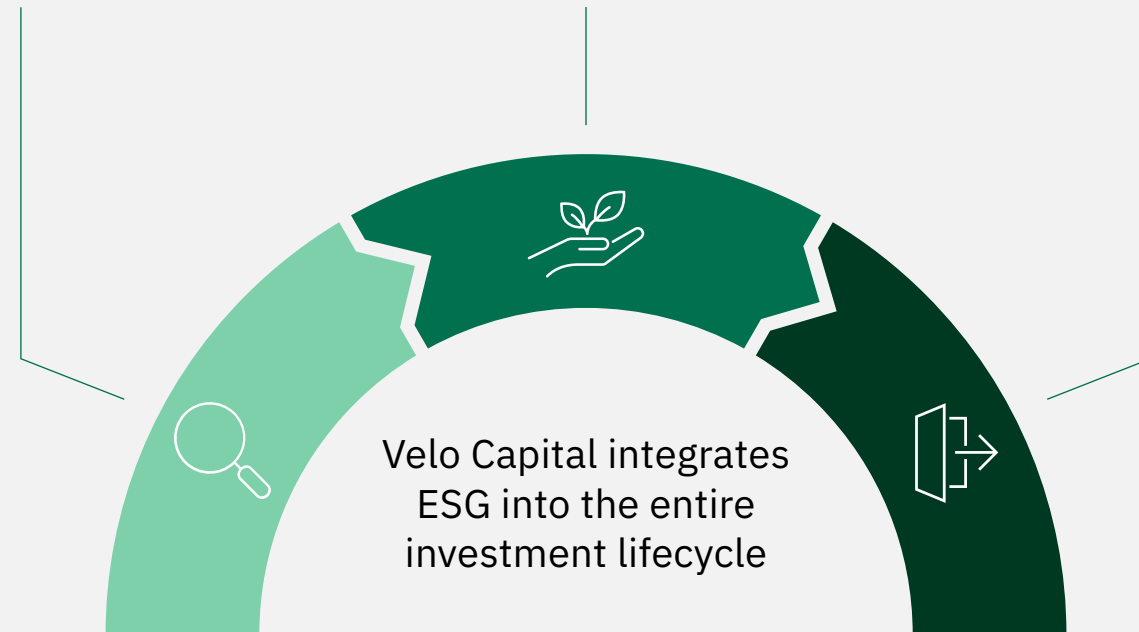 Velo Capital integrates
ESG into the entire
investment lifecycle